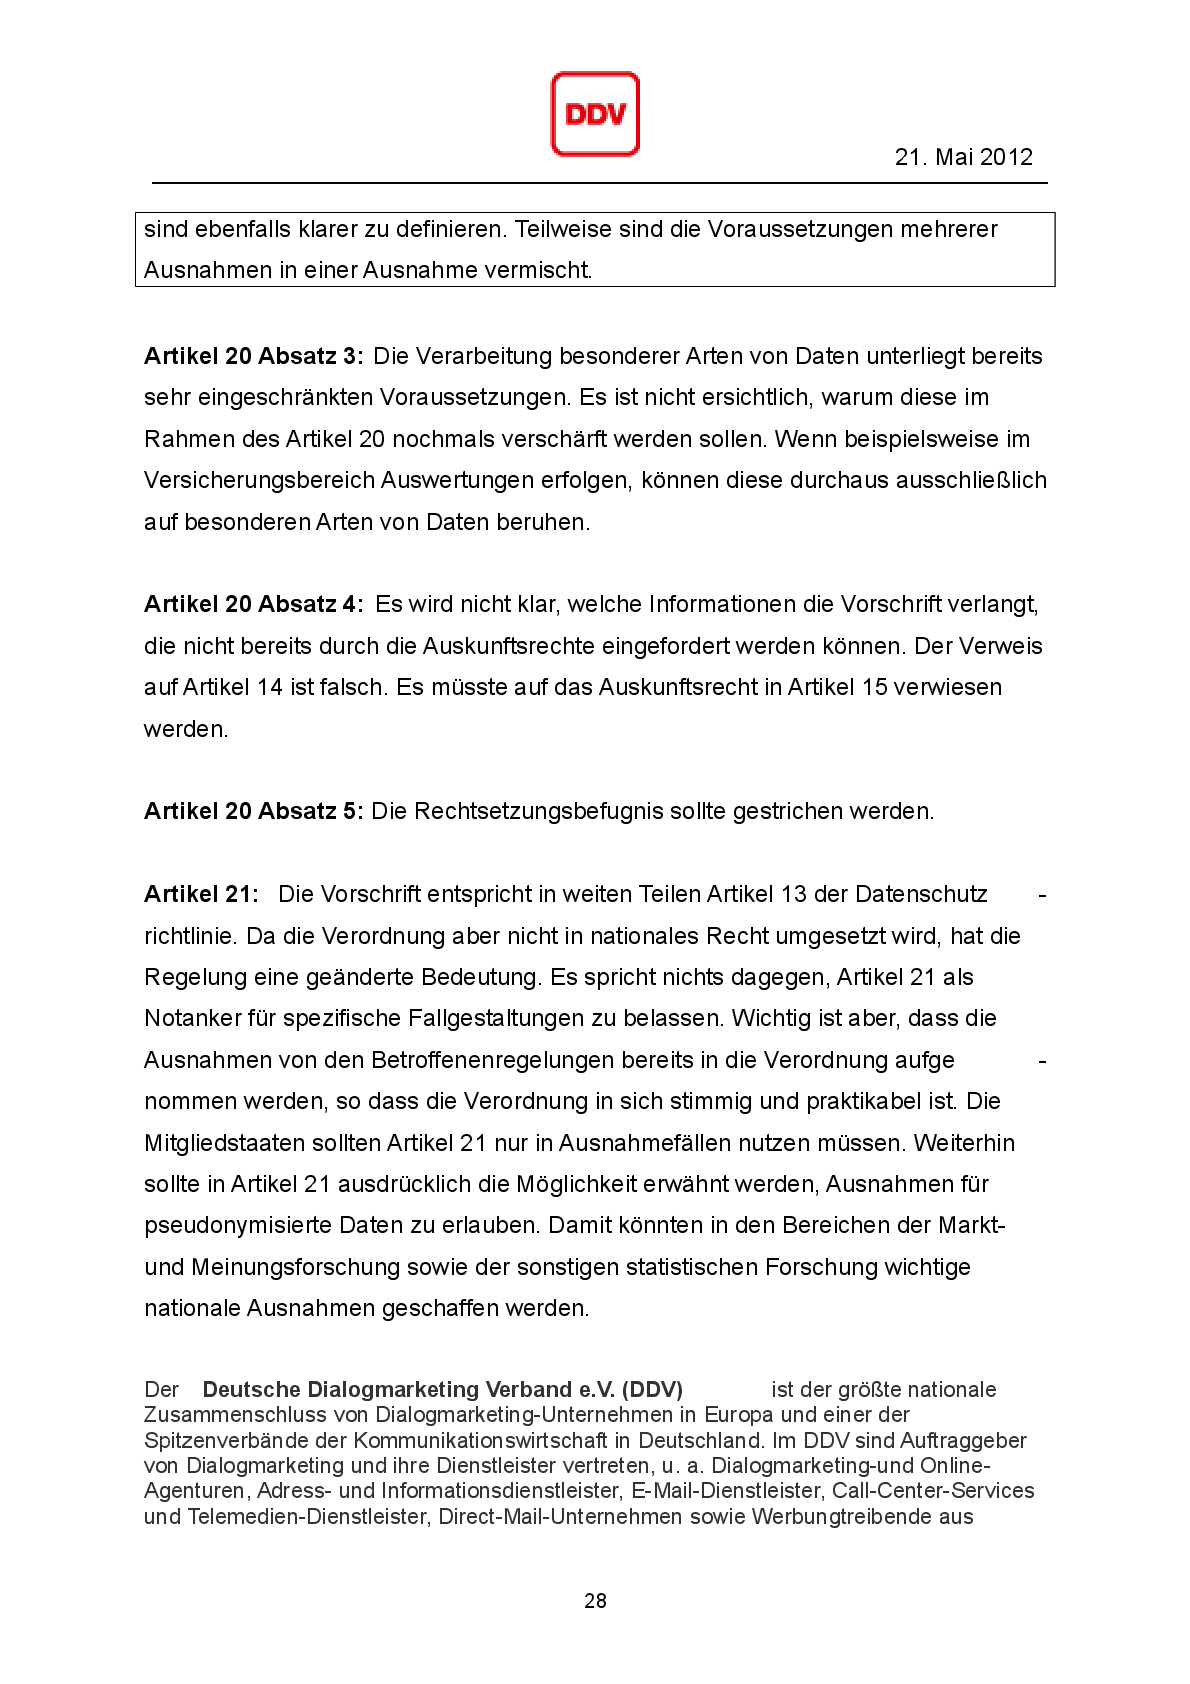 DDV
21. Mai 2012
sind ebenfalls klarer zu definieren. Teilweise sind die Voraussetzungen mehrerer
Ausnahmen in einer Ausnahme vermischt.
Artikel 20 Absatz 3: Die Verarbeitung besonderer Arten von Daten unterliegt bereits
sehr eingeschränkten Voraussetzungen. Es ist nicht ersichtlich, warum diese im
Rahmen des Artikel 20 nochmals verschärft werden sollen. Wenn beispielsweise im
Versicherungsbereich Auswertungen erfolgen, können diese durchaus ausschließlich
auf besonderen Arten von Daten beruhen.
Artikel 20 Absatz 4: Es wird nicht klar, welche Informationen die Vorschrift verlangt,
die nicht bereits durch die Auskunftsrechte eingefordert werden können. Der Verweis
auf Artikel 14 ist falsch. Es müsste auf das Auskunftsrecht in Artikel 15 verwiesen
werden.
Artikel 20 Absatz 5: Die Rechtsetzungsbefugnis sollte gestrichen werden.
Artikel 21: Die Vorschrift entspricht in weiten Teilen Artikel 13 der Datenschutz -
richtlinie. Da die Verordnung aber nicht in nationales Recht umgesetzt wird, hat die
Regelung eine geänderte Bedeutung. Es spricht nichts dagegen, Artikel 21 als
Notanker für spezifische Fallgestaltungen zu belassen. Wichtig ist aber, dass die
Ausnahmen von den Betroffenenregelungen bereits in die Verordnung aufge -
nommen werden, so dass die Verordnung in sich stimmig und praktikabel ist. Die
Mitgliedstaaten sollten Artikel 21 nur in Ausnahmefällen nutzen müssen. Weiterhin
sollte in Artikel 21 ausdrücklich die Möglichkeit erwähnt werden, Ausnahmen für
pseudonymisierte Daten zu erlauben. Damit könnten in den Bereichen der Markt-
und Meinungsforschung sowie der sonstigen statistischen Forschung wichtige
nationale Ausnahmen geschaffen werden.
Der Deutsche Dialogmarketing Verband e.V. (DDV) ist der größte nationale
Zusammenschluss von Dialogmarketing-Unternehmen in Europa und einer der
Spitzenverbände der Kommunikationswirtschaft in Deutschland. Im DDV sind Auftraggeber
von Dialogmarketing und ihre Dienstleister vertreten, u. a. Dialogmarketing-und Online-
Agenturen, Adress- und Informationsdienstleister, E-Mail-Dienstleister, Call-Center-Services
und Telemedien-Dienstleister, Direct-Mail-Unternehmen sowie Werbungtreibende aus
28